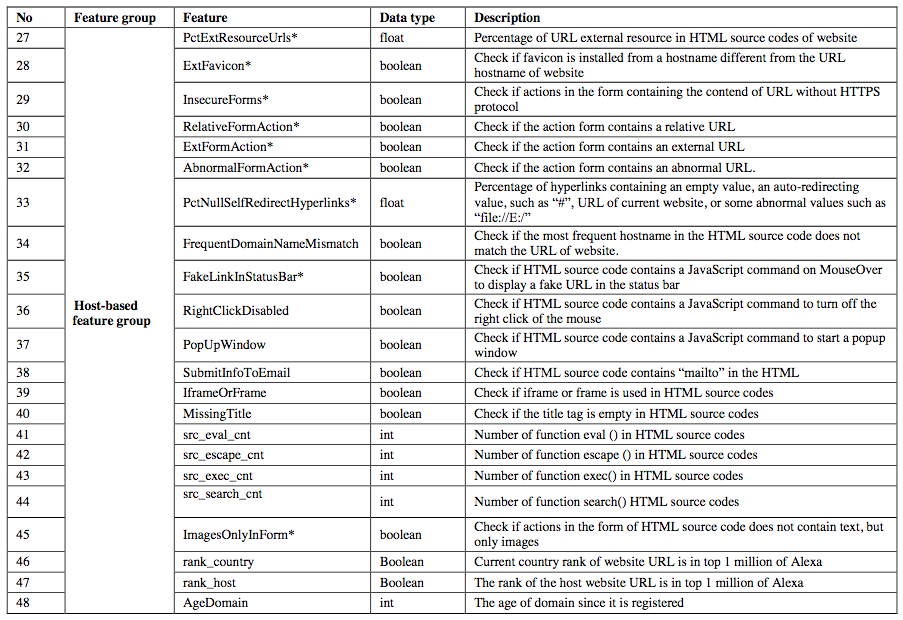 No Feature group Feature Data type Description
27 PctExtResourceUrls* float Percentage of URL external resource in HTML source codes of website
28 ExtFavicon* boolean Check if favicon is installed from a hostname different from the URL
hostname of website
29 InsecureForms* boolean Check if actions in the form containing the contend of URL without HTTPS
protocol
30 RelativeFormAction* boolean Check if the action form contains a relative URL
31 ExtFormAction* boolean Check if the action form contains an external URL
32 AbnormalFormAction* boolean Check if the action form contains an abnormal URL.
33 PctNullSelfRedirectHyperlinks* float Percentage of hyperlinks containing an empty value, an auto-redirecting
value, such as “#”, URL of current website, or some abnormal values such as
“file://E:/”
34 FrequentDomainNameMismatch boolean Check if the most frequent hostname in the HTML source code does not
match the URL of website.
35 FakeLinkInStatusBar* boolean Check if HTML source code contains a JavaScript command on MouseOver
to display a fake URL in the status bar
Host-based
feature group
36 RightClickDisabled boolean Check if HTML source code contains a JavaScript command to turn off the
right click of the mouse
37 PopUpWindow boolean Check if HTML source code contains a JavaScript command to start a popup
window
38 SubmitInfoToEmail boolean Check if HTML source code contains “mailto” in the HTML
39 IframeOrFrame boolean Check if iframe or frame is used in HTML source codes
40 MissingTitle boolean Check if the title tag is empty in HTML source codes
41 src_eval_cnt int Number of function eval () in HTML source codes
42 src_escape_cnt int Number of function escape () in HTML source codes
43 src_exec_cnt int Number of function exec() in HTML source codes
44 src_search_cnt int Number of function search() HTML source codes
45 ImagesOnlyInForm* boolean Check if actions in the form of HTML source code does not contain text, but
only images
46 rank_country Boolean Current country rank of website URL is in top 1 million of Alexa
47 rank_host Boolean The rank of the host website URL is in top 1 million of Alexa
48 AgeDomain int The age of domain since it is registered